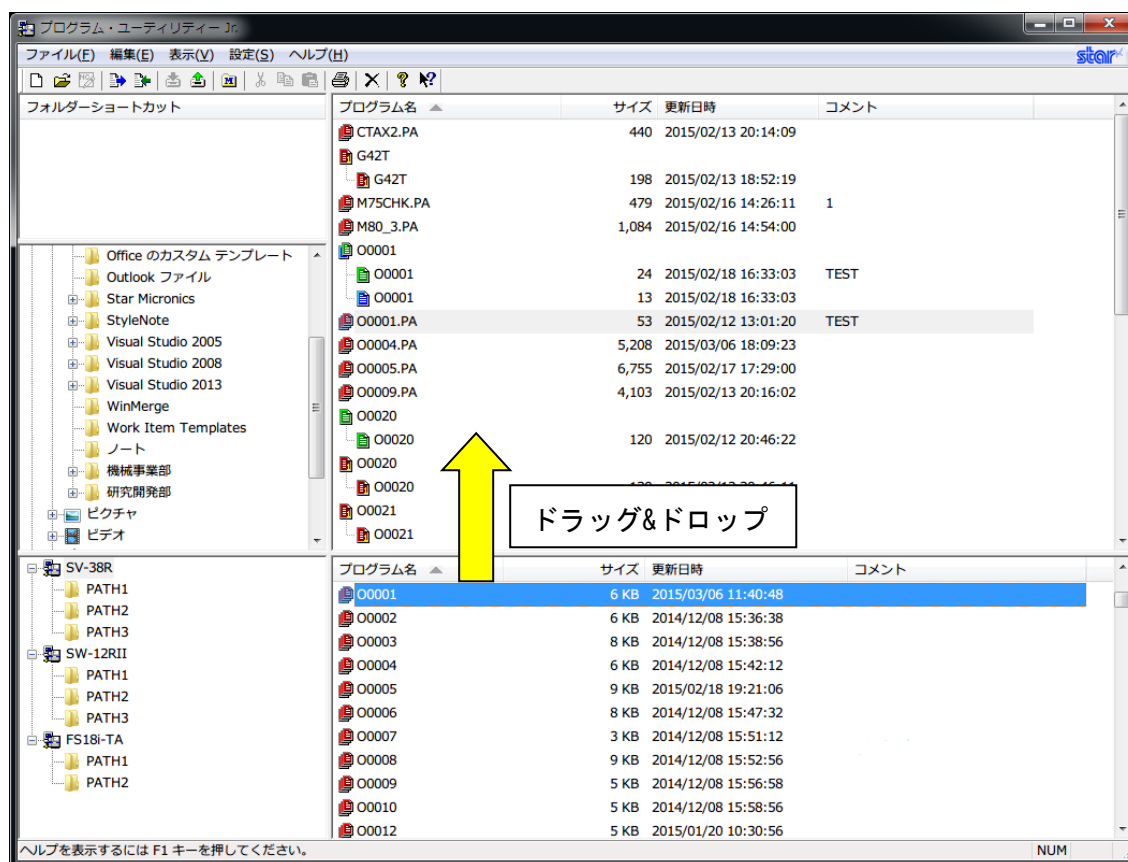 プログラム・ユーティリティー Jr.
ファイル(F) 編集(E) 表示(V) 設定(S) ヘルプ(H)
star
フォルダーショートカット
プログラム名 サイズ 更新日時 コメント
CTAX2.PA 440 2015/02/13 20:14:09
G42T
G42T 198 2015/02/13 18:52:19
M75CHK.PA 479 2015/02/16 14:26:11 1
M80_3.PA 1,084 2015/02/16 14:54:00
O0001
O0001 24 2015/02/18 16:33:03 TEST
O0001 13 2015/02/18 16:33:03
O0001.PA 53 2015/02/12 13:01:20 TEST
O0004.PA 5,208 2015/03/06 18:09:23
O0005.PA 6,755 2015/02/17 17:29:00
O0009.PA 4,103 2015/02/13 20:16:02
O0020
O0020 120 2015/02/12 20:46:22
O0020
O0020
O0021
O0021
ドラッグ&ドロップ
Office のカスタム テンプレート
Outlook ファイル
Star Micronics
StyleNote
Visual Studio 2005
Visual Studio 2008
Visual Studio 2013
WinMerge
Work Item Templates
ノート
機械事業部
研究開発部
ピクチャ
ビデオ
SV-38R
PATH1
PATH2
PATH3
SW-12RII
PATH1
PATH2
PATH3
FS18i-TA
PATH1
PATH2
プログラム名 サイズ 更新日時 コメント
O0001 6 KB 2015/03/06 11:40:48
O0002 6 KB 2014/12/08 15:36:38
O0003 8 KB 2014/12/08 15:38:56
O0004 6 KB 2014/12/08 15:42:12
O0005 9 KB 2015/02/18 19:21:06
O0006 8 KB 2014/12/08 15:47:32
O0007 3 KB 2014/12/08 15:51:12
O0008 9 KB 2014/12/08 15:52:56
O0009 5 KB 2014/12/08 15:56:58
O0010 5 KB 2014/12/08 15:58:56
O0012 5 KB 2015/01/20 10:30:56
ヘルプを表示するには F1 キーを押してください。
NUM